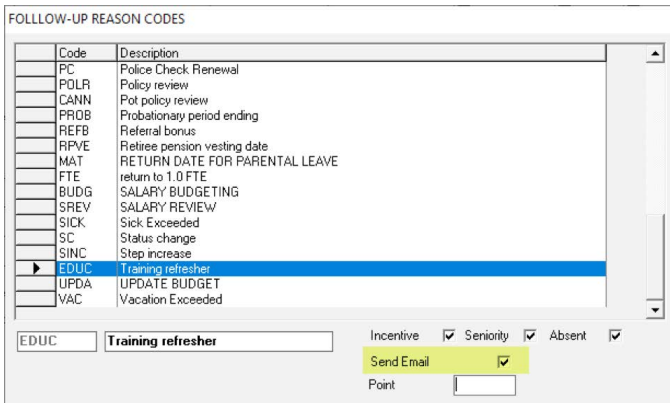 FOLLLOW-UP REASON CODES
Code Description
PC Police Check Renewal
POLR Policy review
CANN Pot policy review
PROB Probationary period ending
REFB Referral bonus
RPVE Retiree pension vesting date
MAT RETURN DATE FOR PARENTAL LEAVE
FTE return to 1.0 FTE
BUDG SALARY BUDGETING
SREV SALARY REVIEW
SICK Sick Exceeded
SC Status change
SINC Step increase
EDUC Training refresher
UPDA UPDATE BUDGET
VAC Vacation Exceeded
EDUC Training refresher Incentive Seniority Absent
Send Email
Point